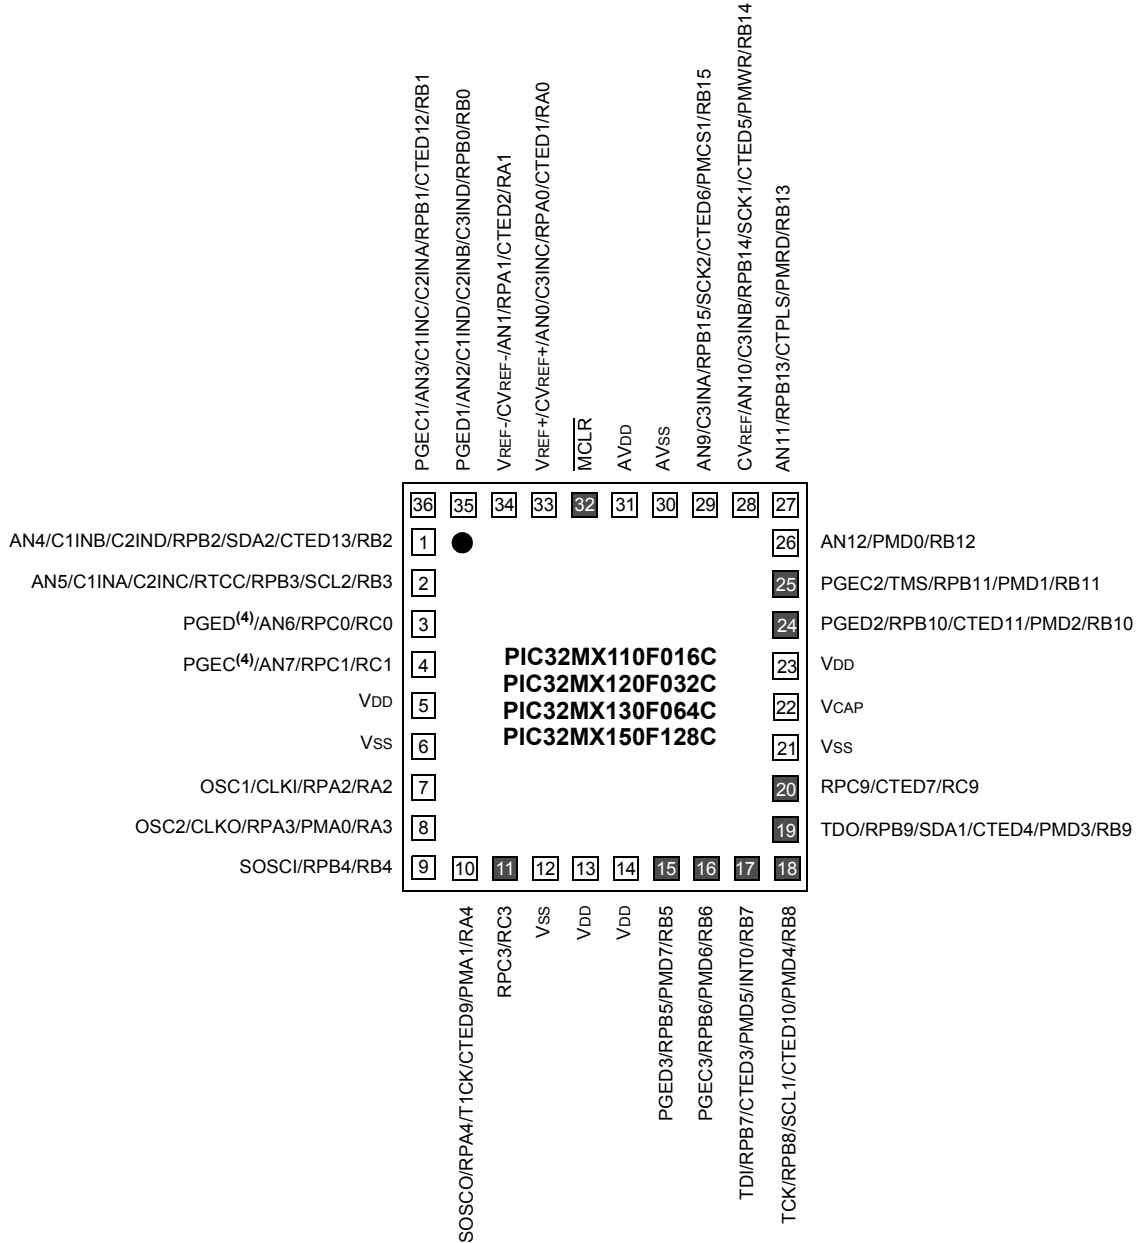 PGEC1/AN3/C1INC/C2INA/RPB1/CTED12/RB1
PGED1/AN2/C1IND/C2INB/C3IND/RPB0/RB0
VREF-/CVREF-/AN1/RPA1/CTED2/RA1
VREF+/CVREF+/AN0/C3INC/RPA0/CTED1/RA0
MCLR
AVDD
AVSS
AN9/C3INA/RPB15/SCK2/CTED6/PMCS1/RB15
CVREF/AN10/C3INB/RPB14/SCK1/CTED5/PMWR/RB14
AN11/RPB13/CTPLS/PMRD/RB13
36 35 34 33 32 31 30 29 28 27
AN4/C1INB/C2IND/RPB2/SDA2/CTED13/RB2 1
26 AN12/PMD0/RB12
AN5/C1INA/C2INC/RTCC/RPB3/SCL2/RB3 2
25 PGEC2/TMS/RPB11/PMD1/RB11
PGED(4)/AN6/RPC0/RC0 3
24 PGED2/RPB10/CTED11/PMD2/RB10
PGEC(4)/AN7/RPC1/RC1 4
23 VDD
VDD 5
22 VCAP
VSS 6
21 VSS
OSC1/CLKI/RPA2/RA2 7
20 RPC9/CTED7/RC9
OSC2/CLKO/RPA3/PMA0/RA3 8
19 TDO/RPB9/SDA1/CTED4/PMD3/RB9
SOSCI/RPB4/RB4 9
PIC32MX110F016C
PIC32MX120F032C
PIC32MX130F064C
PIC32MX150F128C
10 11 12 13 14 15 16 17 18
SOSCO/RPA4/T1CK/CTED9/PMA1/RA4
RPC3/RC3
VSS
VDD
VDD
PGED3/RPB5/PMD7/RB5
PGEC3/RPB6/PMD6/RB6
TDI/RPB7/CTED3/PMD5/INT0/RB7
TCK/RPB8/SCL1/CTED10/PMD4/RB8